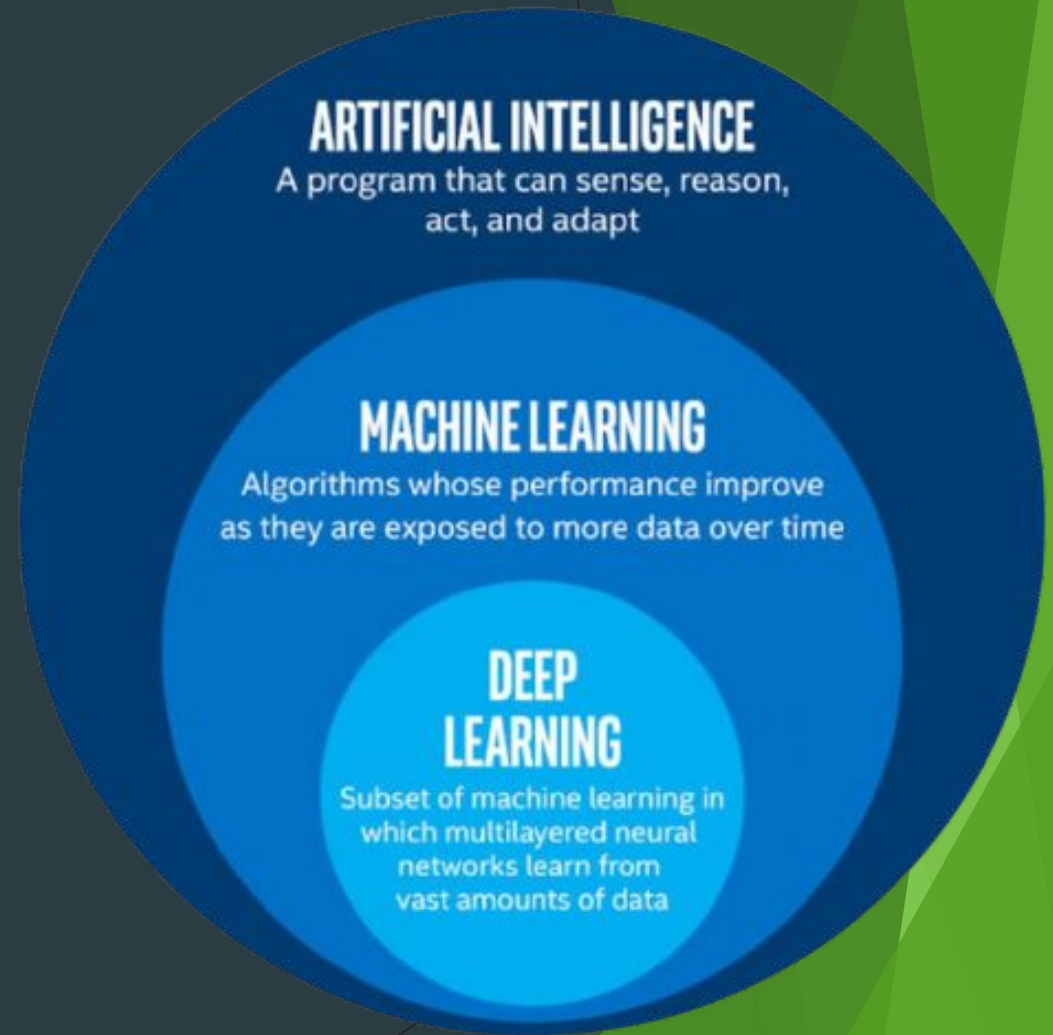 ARTIFICIAL INTELLIGENCE
A program that can sense, reason,
act, and adapt
MACHINE LEARNING
Algorithms whose performance improve
as they are exposed to more data over time
DEEP
LEARNING
Subset of machine learning in
which multilayered neural
networks learn from
vast amounts of data